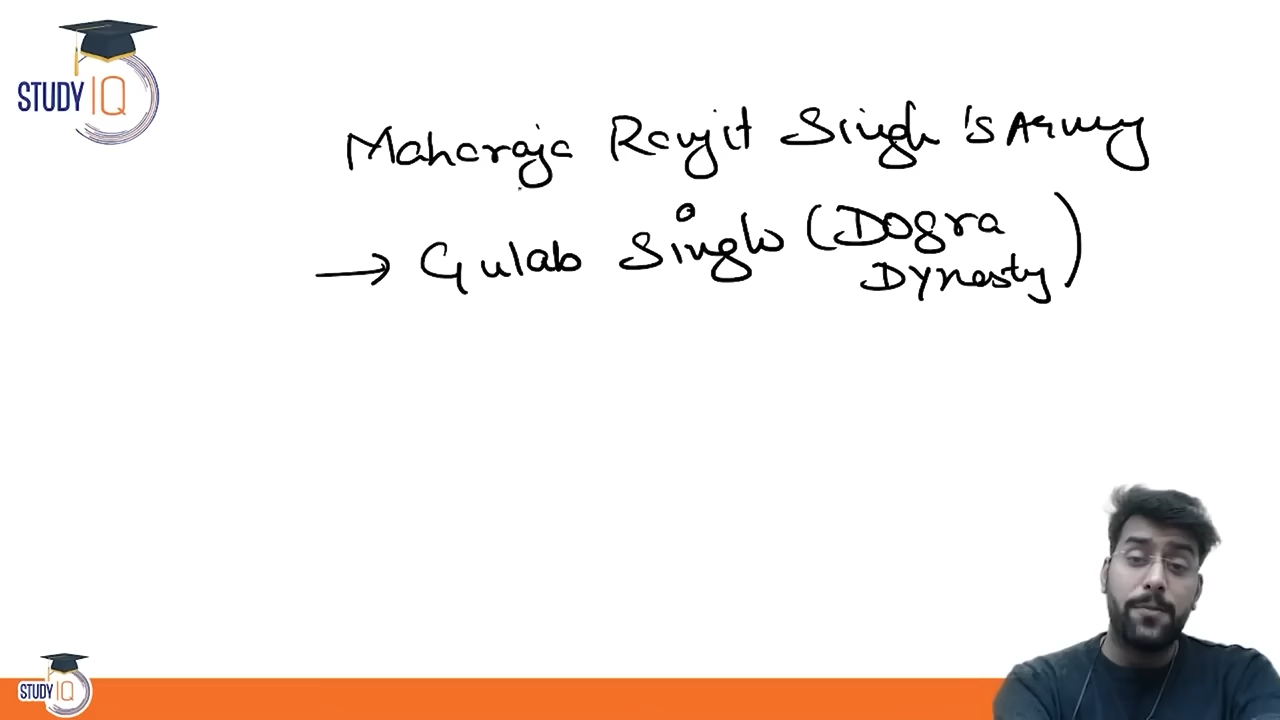 STUDY IQ
Maharaja Ranjit Singh 's Army
→ Gulab Singh (Dogra
Dynasty)
STUDY IQ